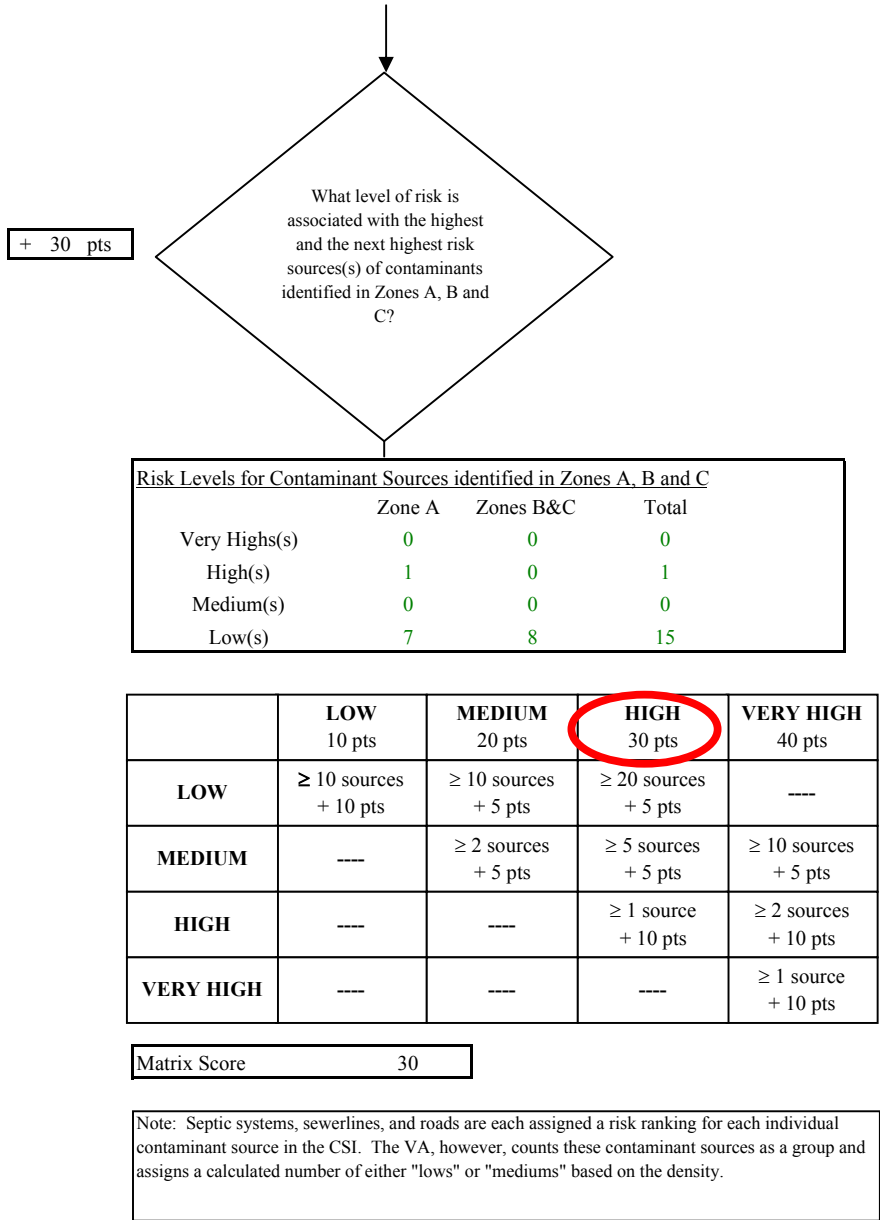 What level of risk is
associated with the highest
and the next highest risk
sources(s) of contaminants
identified in Zones A, B and
C?
+ 30 pts
Risk Levels for Contaminant Sources identified in Zones A, B and C
Zone A Zones B&C Total
Very Highs(s) 0 0 0
High(s) 1 0 1
Medium(s) 0 0 0
Low(s) 7 8 15
LOW MEDIUM HIGH VERY HIGH
10 pts 20 pts 30 pts 40 pts
LOW ≥ 10 sources ≥ 10 sources ≥ 20 sources ----
+ 10 pts + 5 pts + 5 pts
MEDIUM ---- ≥ 2 sources ≥ 5 sources ≥ 10 sources
+ 5 pts + 5 pts + 5 pts
HIGH ---- ---- ≥ 1 source ≥ 2 sources
+ 10 pts + 10 pts
VERY HIGH ---- ---- ---- ≥ 1 source
+ 10 pts
Matrix Score 30
Note: Septic systems, sewerlines, and roads are each assigned a risk ranking for each individual
contaminant source in the CSI. The VA, however, counts these contaminant sources as a group and
assigns a calculated number of either "lows" or "mediums" based on the density.